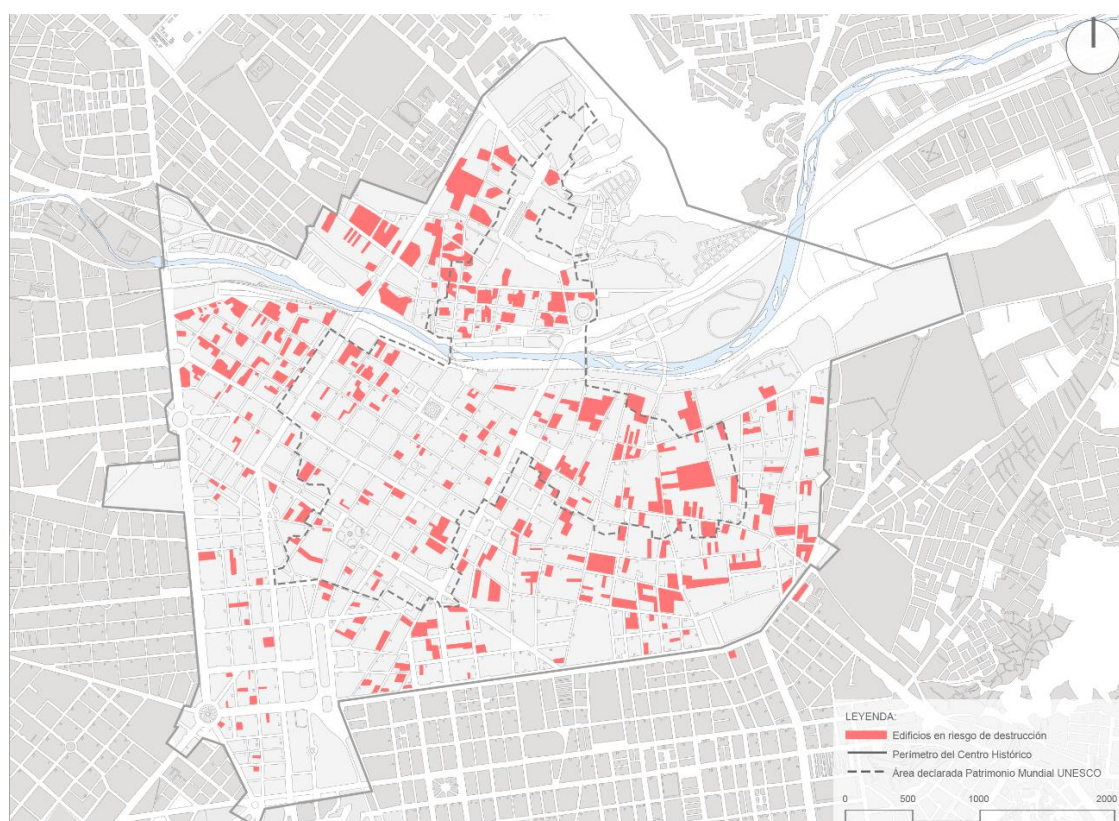 LEYENDA:
Edificios en riesgo de destrucción
Perímetro del Centro Histórico
Área declarada Patrimonio Mundial UNESCO
0 500 1000 2000